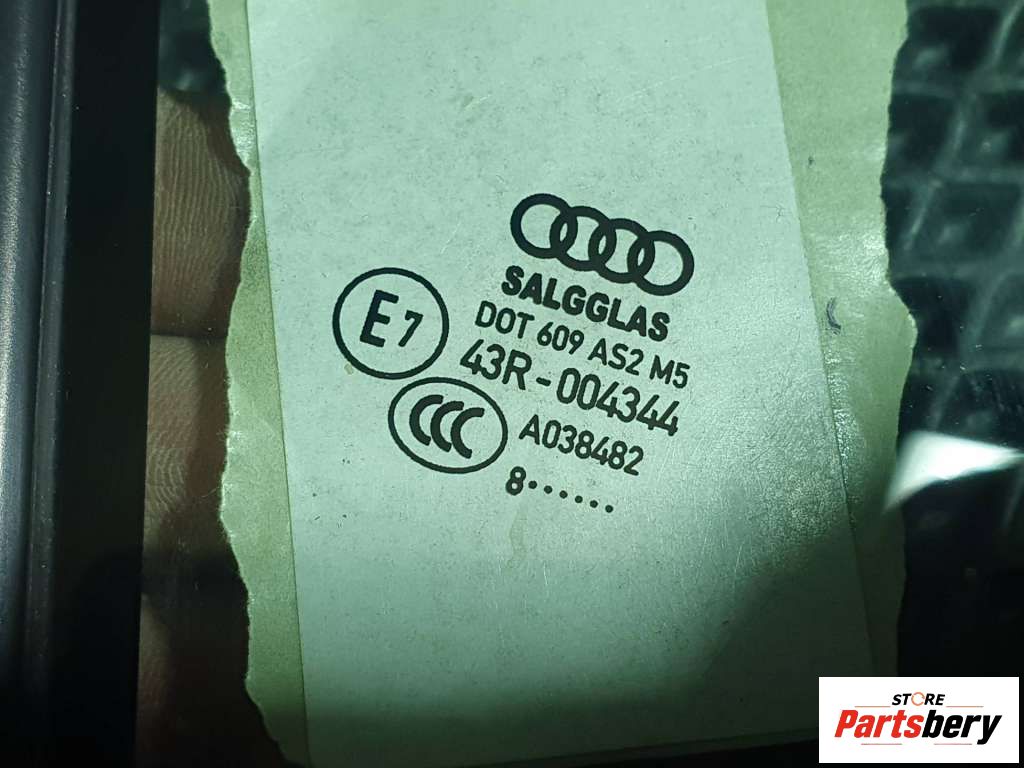 SALGGLAS
E7
DOT 609 AS2 M5
43R-004344
CCC
A038482
8......
STORE
Partsbery